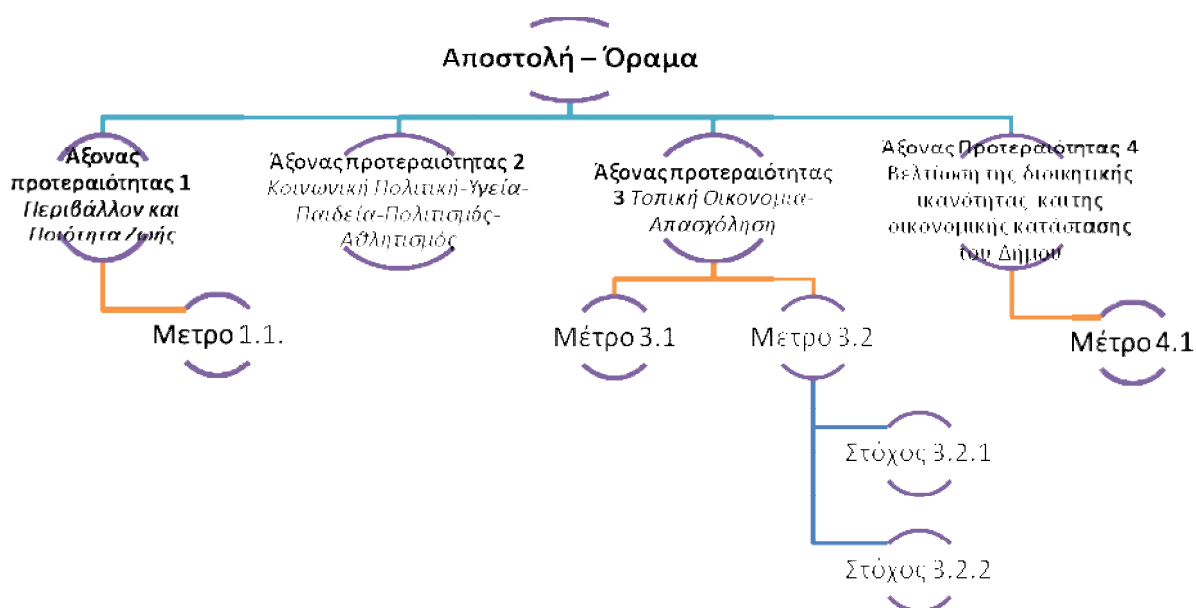 Αποστολή – Όραμα
Άξονας
προτεραιότητας 1
Περιβάλλον και
Ποιότητα Ζωής
Άξονας προτεραιότητας 2
Κοινωνική Πολιτική-Υγεία-
Παιδεία-Πολιτισμός-
Αθλητισμός
Άξονας προτεραιότητας
3 Τοπική Οικονομια-
Απασχόληση
Άξονας Προτεραιότητας 4
Βελτίωση της διοικητικής
ικανότητας και της
οικονομικής κατάστασης
του Δήμου
Μετρο 1.1.
Μέτρο 3.1
Μετρο 3.2
Μέτρο 4.1
Στόχος 3.2.1
Στόχος 3.2.2